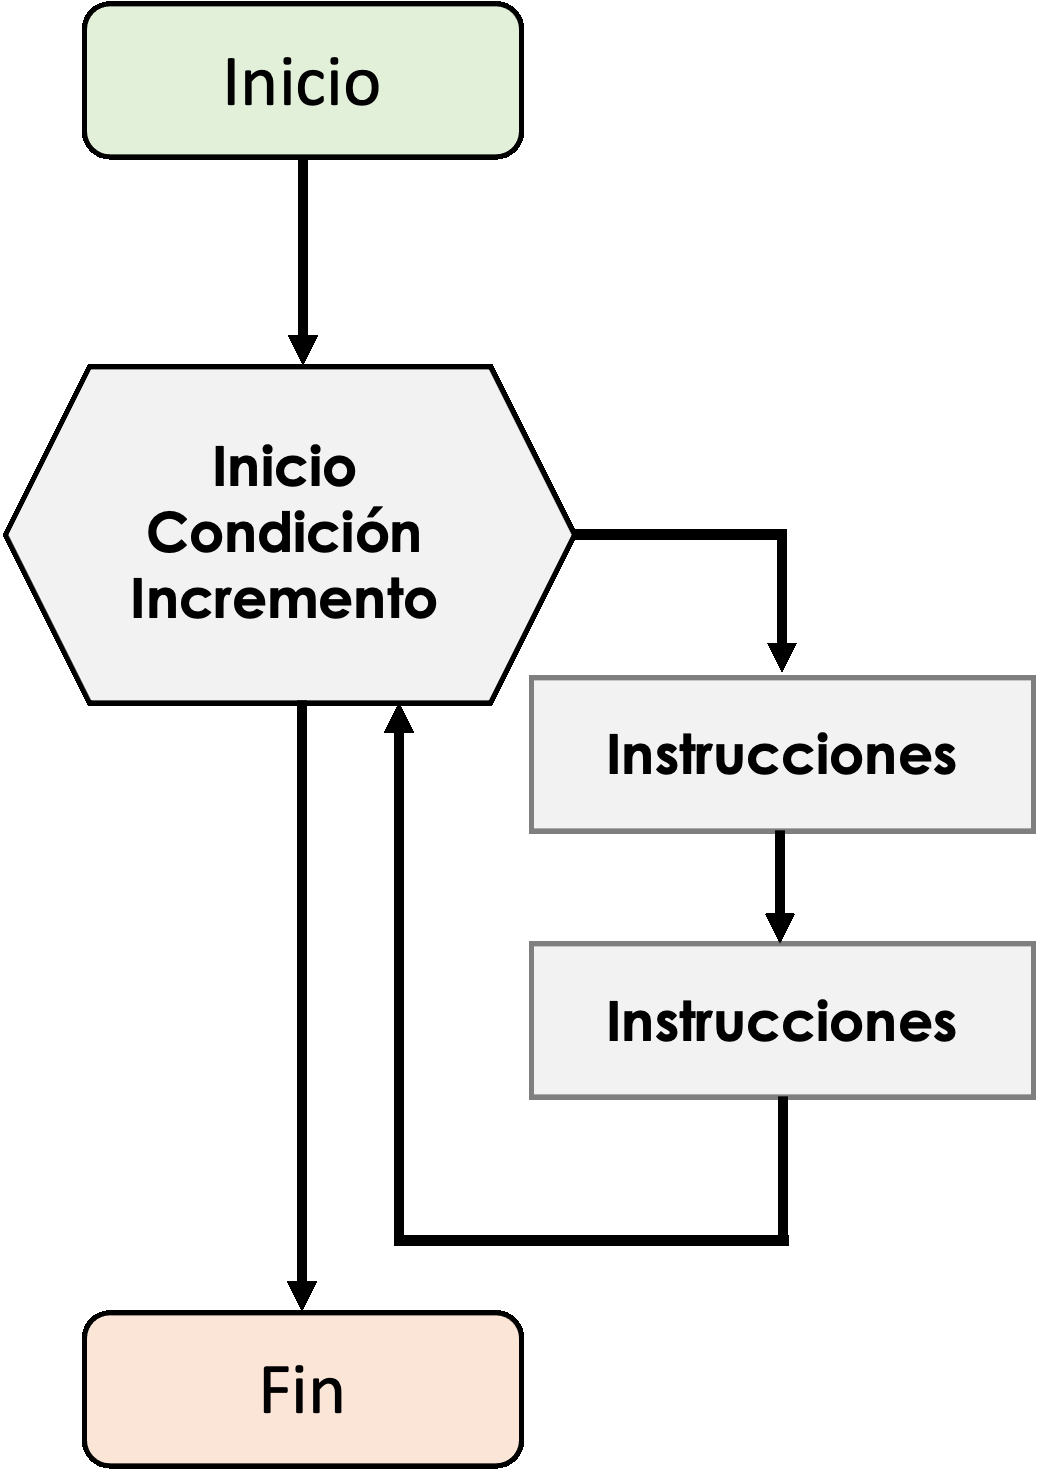 Inicio
Inicio
Condición
Incremento
Instrucciones
Instrucciones
Fin